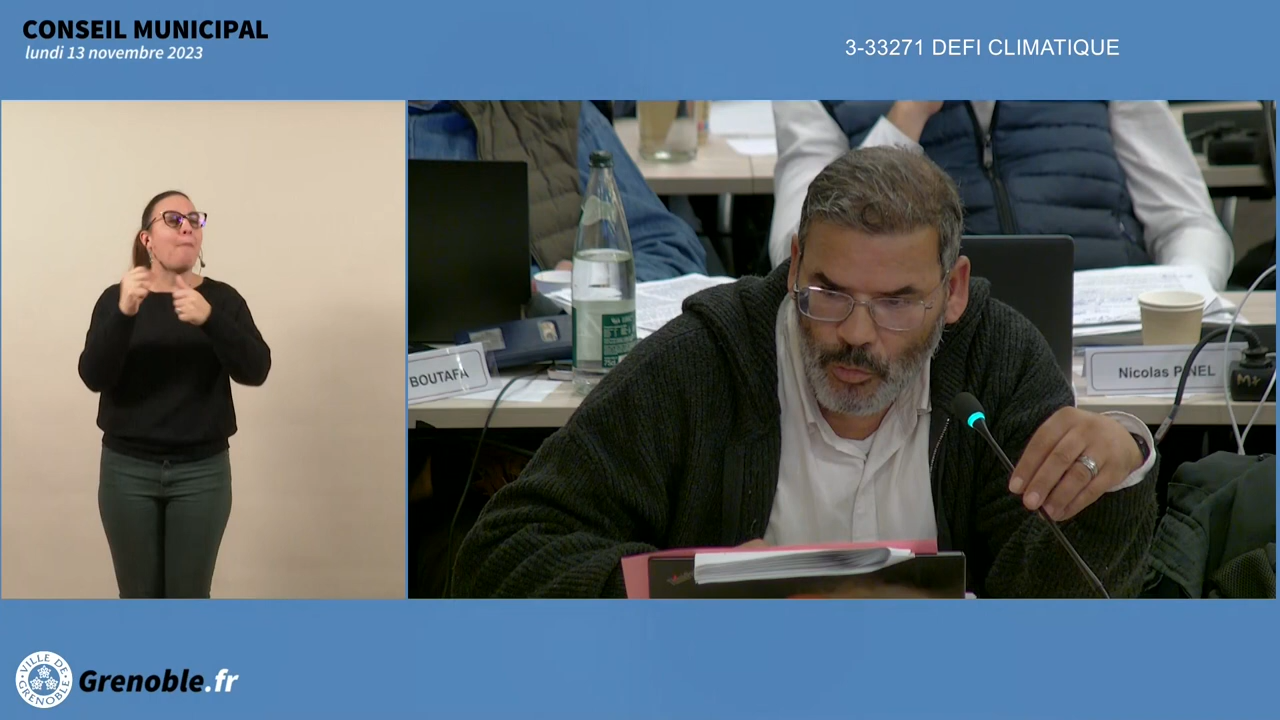 CONSEIL MUNICIPAL
lundi 13 novembre 2023
3-33271 DEFI CLIMATIQUE
BOUTAFA
Nicolas PINEL
VILLE DE GRENOBLE
Grenoble.fr